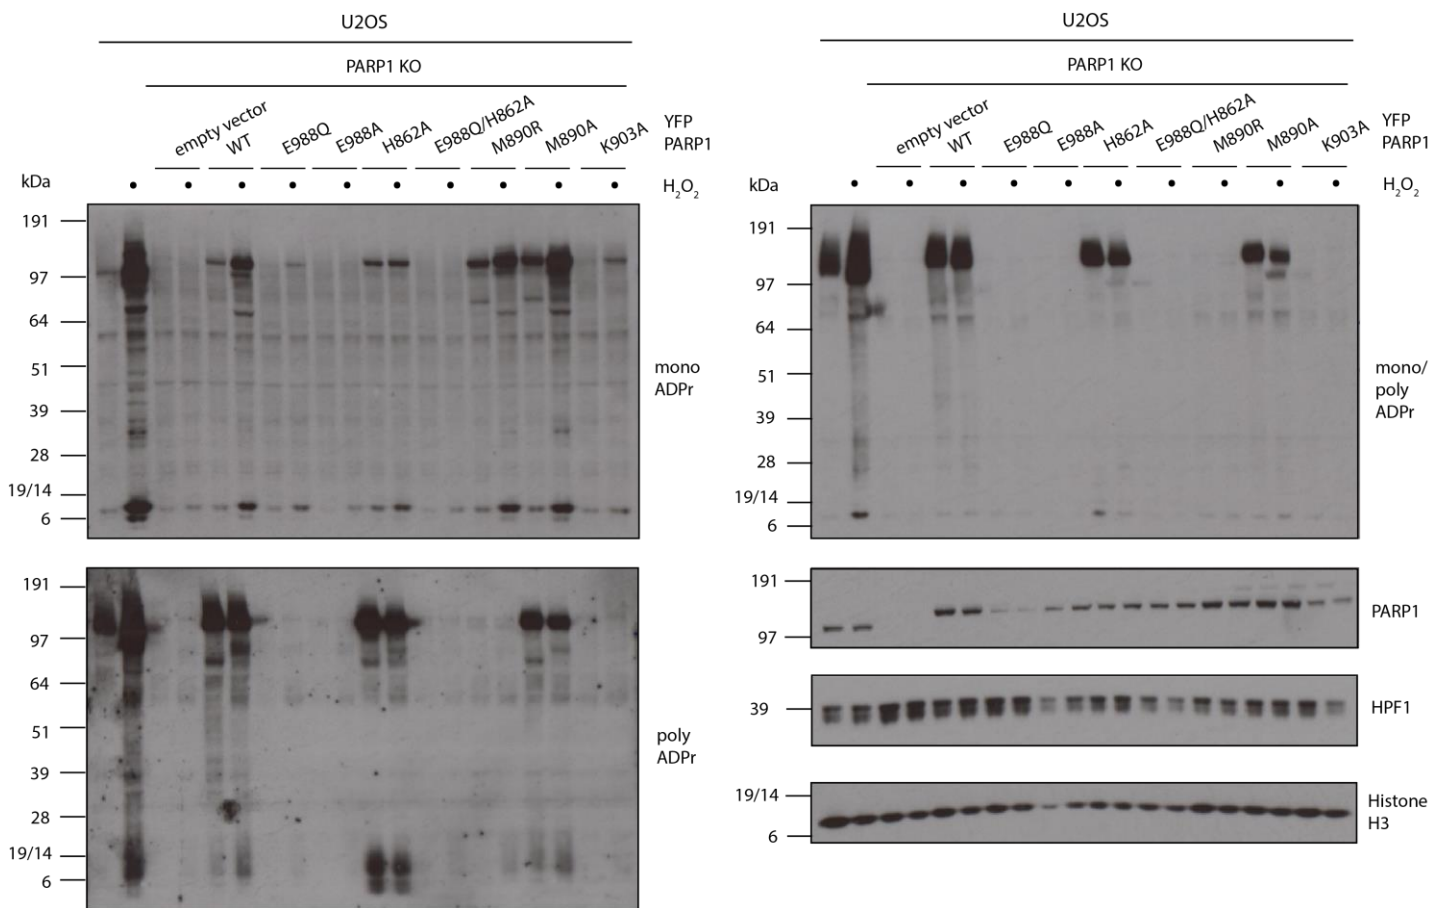 U2OS
PARP1 KO
empty vector
WT
E988Q
E988A
H862A
E988Q/H862A
M890R
M890A
K903A
YFP
PARP1
H2O2
kDa
191
97
64
51
39
28
19/14
6
mono
ADPr
191
97
64
51
39
28
19/14
6
poly
ADPr
U2OS
PARP1 KO
empty vector
WT
E988Q
E988A
H862A
E988Q/H862A
M890R
M890A
K903A
YFP
PARP1
H2O2
kDa
191
97
64
51
39
28
19/14
6
mono/
poly
ADPr
191
97
PARP1
39
HPF1
19/14
6
Histone
H3